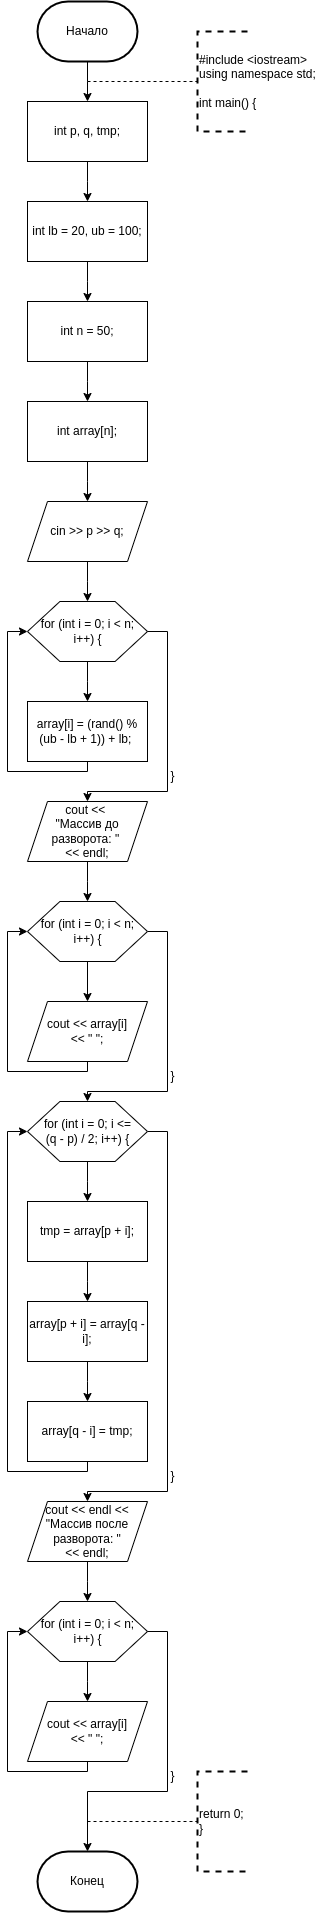 Начало
#include <iostream>
using namespace std;
int main() {
int p, q, tmp;
int lb = 20, ub = 100;
int n = 50;
int array[n];
cin >> p >> q;
for (int i = 0; i < n;
i++) {
array[i] = (rand() %
(ub - lb + 1)) + lb;
}
cout <<
"Массив до
разворота: "
<< endl;
for (int i = 0; i < n;
i++) {
cout << array[i]
<< " ";
}
for (int i = 0; i <=
(q - p) / 2; i++) {
tmp = array[p + i];
array[p + i] = array[q -
i];
array[q - i] = tmp;
}
cout << endl <<
"Массив после
разворота: "
<< endl;
for (int i = 0; i < n;
i++) {
cout << array[i]
<< " ";
}
return 0;
}
Конец